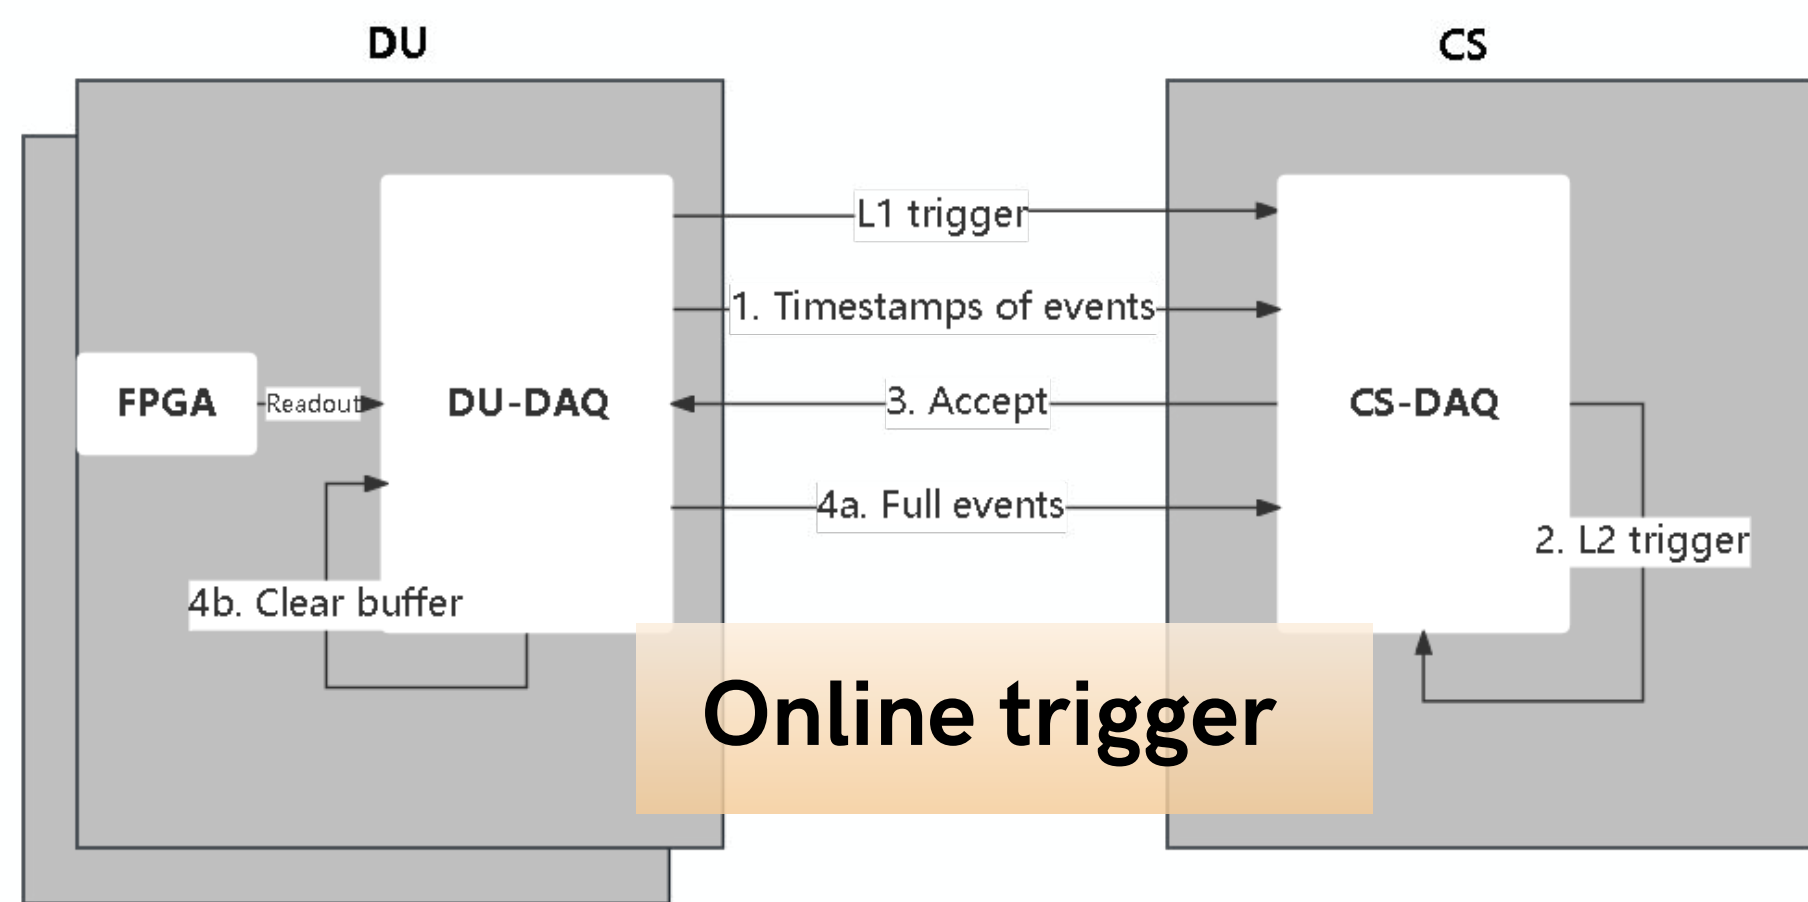 DU
CS
L1 trigger
1. Timestamps of events
FPGA
Readout
DU-DAQ
3. Accept
CS-DAQ
4a. Full events
2. L2 trigger
4b. Clear buffer
Online trigger